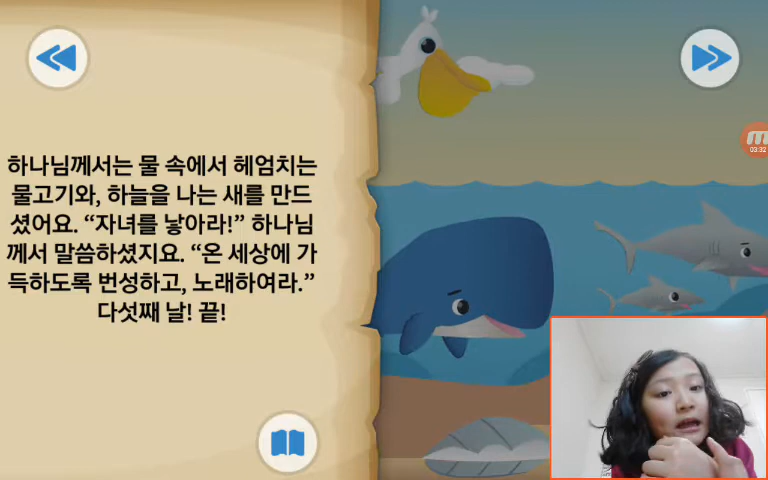 하나님께서는 물 속에서 헤엄치는
물고기와, 하늘을 나는 새를 만드
셨어요. “자녀를 낳아라!” 하나님
께서 말씀하셨지요. “온 세상에 가
득하도록 번성하고, 노래하여라.”
다섯째 날! 끝!
03:32